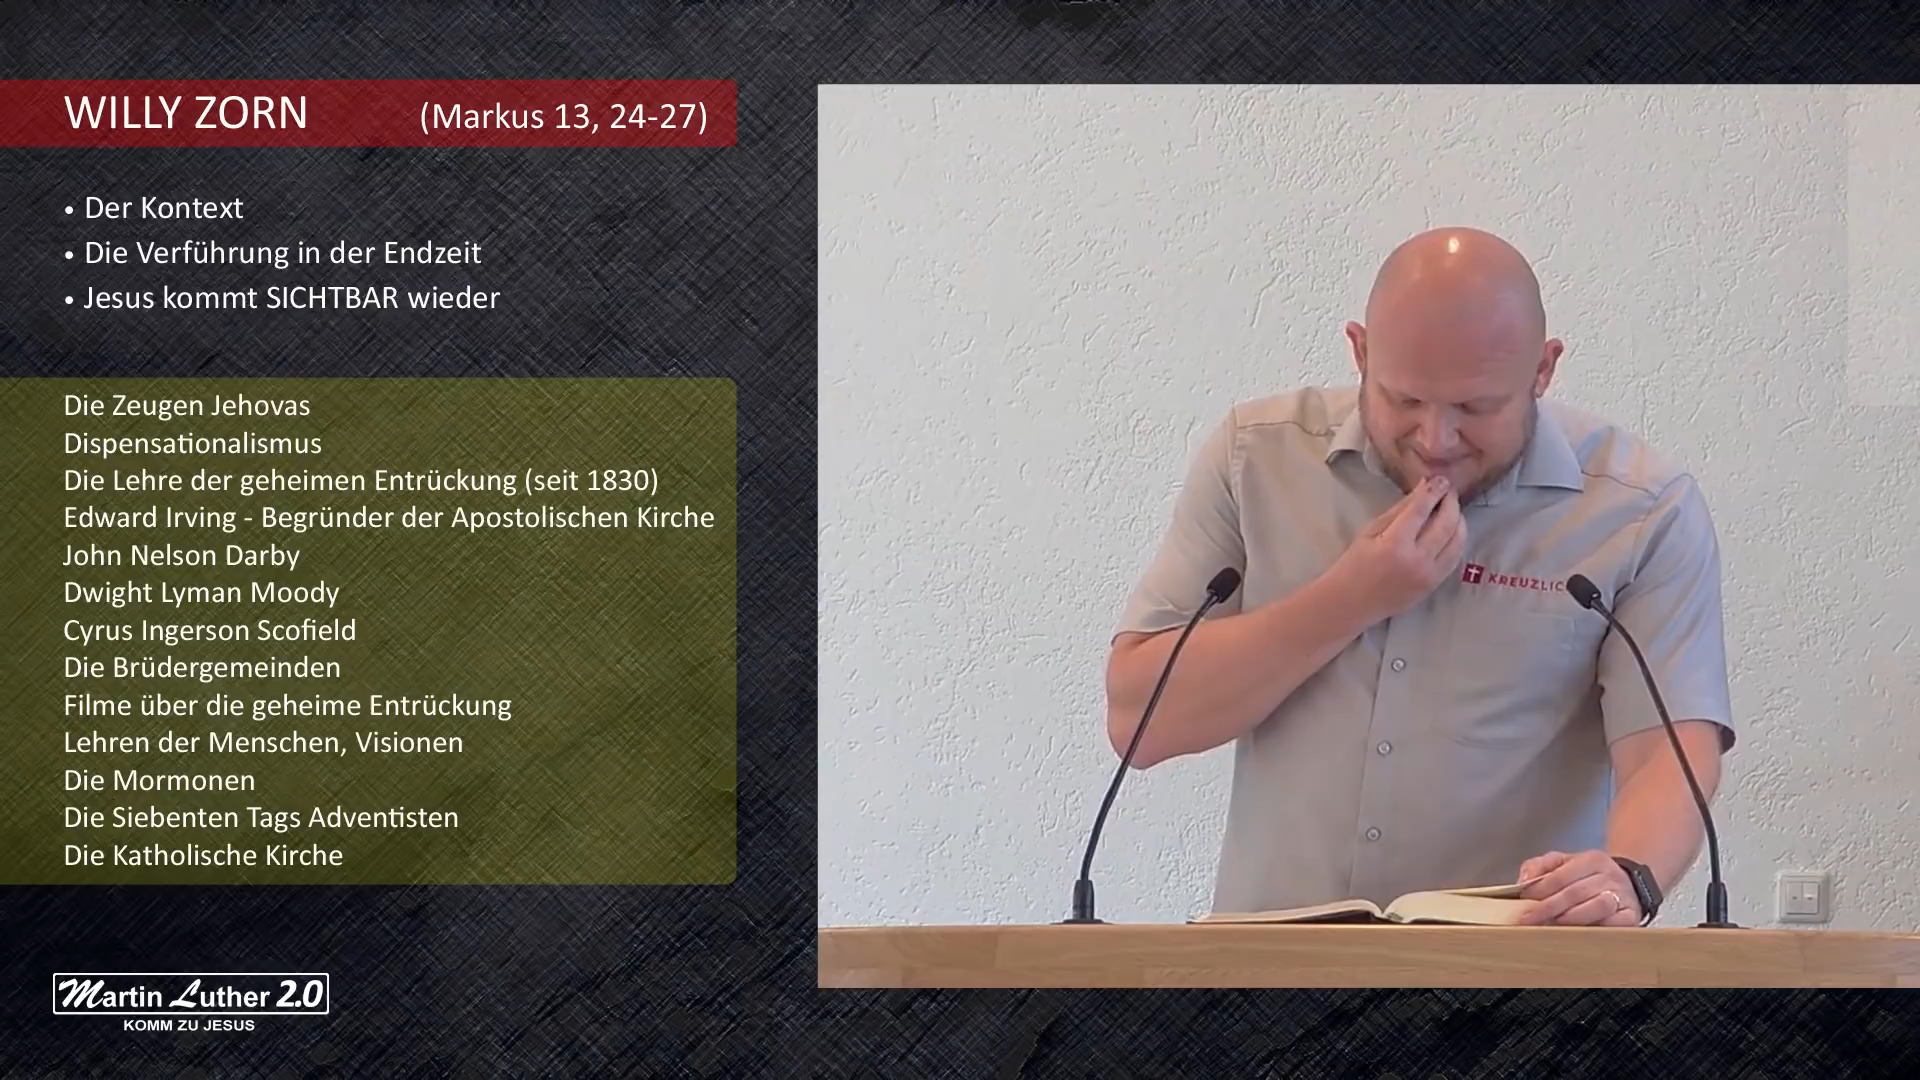 WILLY ZORN (Markus 13, 24-27)
• Der Kontext
• Die Verführung in der Endzeit
• Jesus kommt SICHTBAR wieder
Die Zeugen Jehovas
Dispensationalismus
Die Lehre der geheimen Entrückung (seit 1830)
Edward Irving - Begründer der Apostolischen Kirche
John Nelson Darby
Dwight Lyman Moody
Cyrus Ingerson Scofield
Die Brüdergemeinden
Filme über die geheime Entrückung
Lehren der Menschen, Visionen
Die Mormonen
Die Siebenten Tags Adventisten
Die Katholische Kirche
Martin Luther 2.0
KOMM ZU JESUS
KREUZLIC